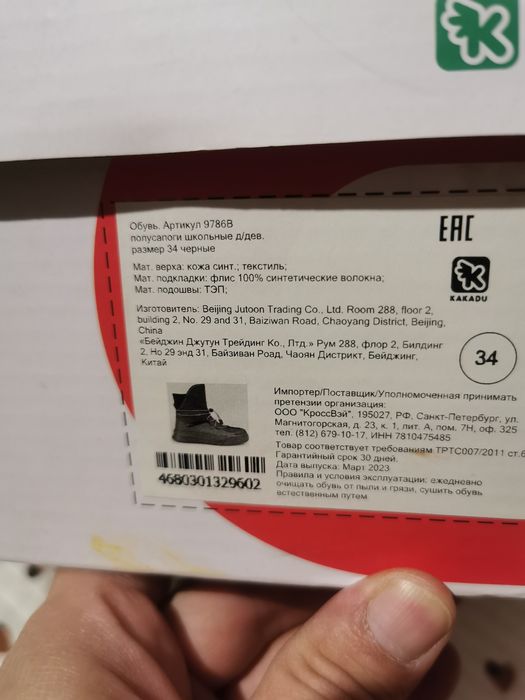 Обувь. Артикул 9786В
полусапоги школьные д/дев.
размер 34 черные
Мат. верха: кожа синт.; текстиль;
Мат. подкладки: флис 100% синтетические волокна;
Мат. подошвы: ТЭП;
ЕАС
KAKADU
Изготовитель: Beijing Jutoon Trading Co., Ltd. Room 288, floor 2,
building 2, No. 29 and 31, Baiziwan Road, Chaoyang District, Beijing,
China
«Бейджин Джутун Трейдинг Ко., Лтд.» Рум 288, флор 2, Билдинг
2, Но 29 энд 31, Байзиван Роад, Чаоян Дистрикт, Бейджинг,
Китай
34
Импортер/Поставщик/Уполномоченная принимать
претензии организация:
ООО "КроссВэй", 195027, РФ, Санкт-Петербург, ул.
Магнитогорская, д. 23, к. 1, лит. А, пом. 7Н, оф. 325
тел. (812) 679-10-17, ИНН 7810475485
Товар соответствует требованиям ТРТС007/2011 ст.6
Гарантийный срок 30 дней.
Дата выпуска: Март 2023
Правила и условия эксплуатации: ежедневно
очищать обувь от пыли и грязи, сушить обувь
естественным путем
4680301329602